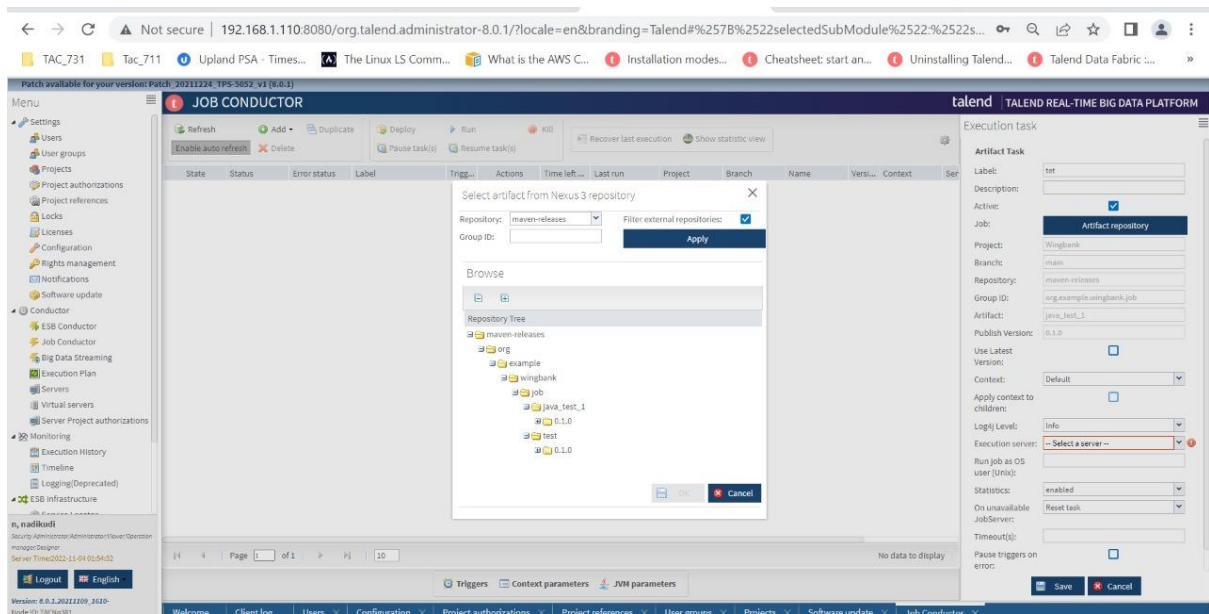 Not secure | 192.168.1.110:8080/org.talend.administrator-8.0.1/?locale=en&branding=Talend#%257B%2522selectedSubModule%2522:%2522s...
TAC_731 Tac_711 Upland PSA - Times... The Linux LS Comm... What is the AWS C... Installation modes... Cheatsheet: start an... Uninstalling Talend... Talend Data Fabric :... »
Patch available for your version: Patch_20211224_TPS-5052_v1 (8.0.1)
Menu
Settings
Users
User groups
Projects
Project authorizations
Project references
Locks
Licenses
Configuration
Rights management
Notifications
Software update
Conductor
ESB Conductor
Job Conductor
Big Data Streaming
Execution Plan
Servers
Virtual servers
Server Project authorizations
Monitoring
Execution History
Timeline
Logging(Deprecated)
ESB Infrastructure
n, nadikudi
Security Administrator/Administrator/Viewer/Operation
manager/Designer
Server Time:2022-11-04 01:54:02
Logout English
Version: 8.0.1.20211109_1610-
JOB CONDUCTOR
talend | TALEND REAL-TIME BIG DATA PLATFORM
Refresh Add Duplicate Deploy Run Kill Recover last execution Show statistic view
Enable auto refresh Delete Pause task(s) Resume task(s)
State Status Error status Label Trigg... Actions Time left ... Last run Project Branch Name Versi... Context Ser
Select artifact from Nexus 3 repository
Repository: maven-releases Filter external repositories:
Group ID: Apply
Browse
Repository Tree
maven-releases
org
example
wingbank
job
java_test_1
0.1.0
test
0.1.0
OK Cancel
Page 1 of 1 10 No data to display
Triggers Context parameters JVM parameters
Execution task
Artifact Task
Label: tet
Description:
Active:
Job: Artifact repository
Project: Wingbank
Branch: main
Repository: maven-releases
Group ID: org.example.wingbank.job
Artifact: java_test_1
Publish Version: 0.1.0
Use Latest
Version:
Context: Default
Apply context to
children:
Log4j Level: Info
Execution server: -- Select a server --
Run job as OS
user (Unix):
Statistics: enabled
On unavailable Reset task
JobServer:
Timeout(s):
Pause triggers on
error:
Save Cancel
Welcome Client log Users Configuration Project authorizations Project references User groups Projects Software update Job Conductor